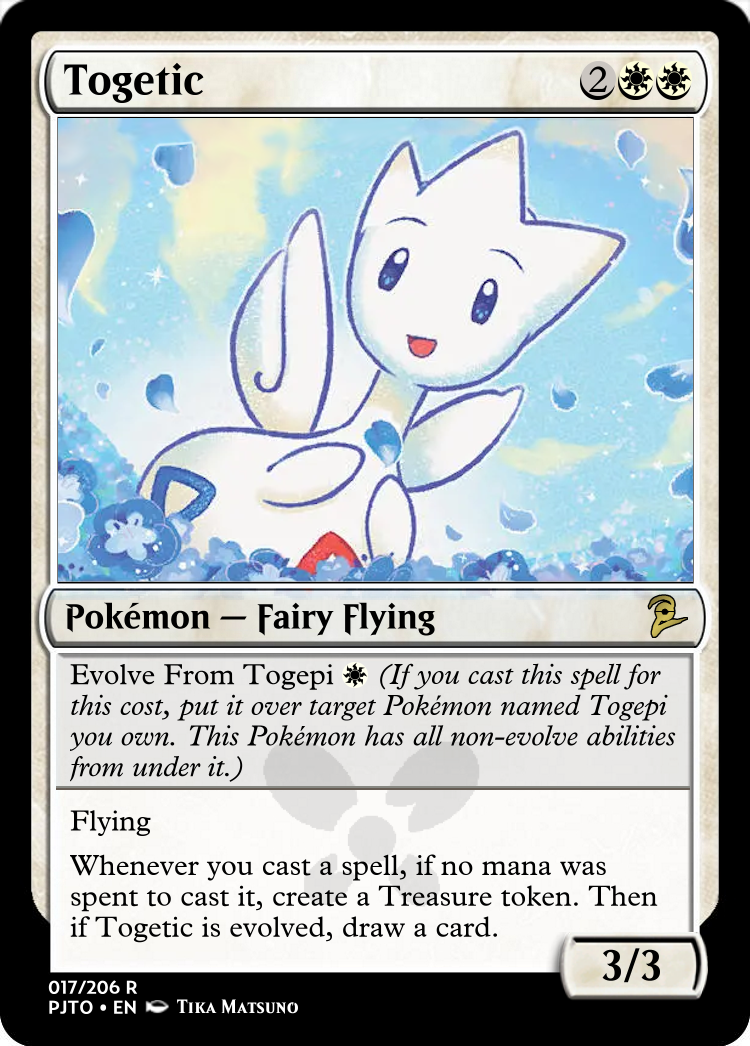 Togetic 2
Pokémon — Fairy Flying
Evolve From Togepi (If you cast this spell for
this cost, put it over target Pokémon named Togepi
you own. This Pokémon has all non-evolve abilities
from under it.)
Flying
Whenever you cast a spell, if no mana was
spent to cast it, create a Treasure token. Then
if Togetic is evolved, draw a card.
3/3
017/206 R
PJTO • EN Tika Matsuno